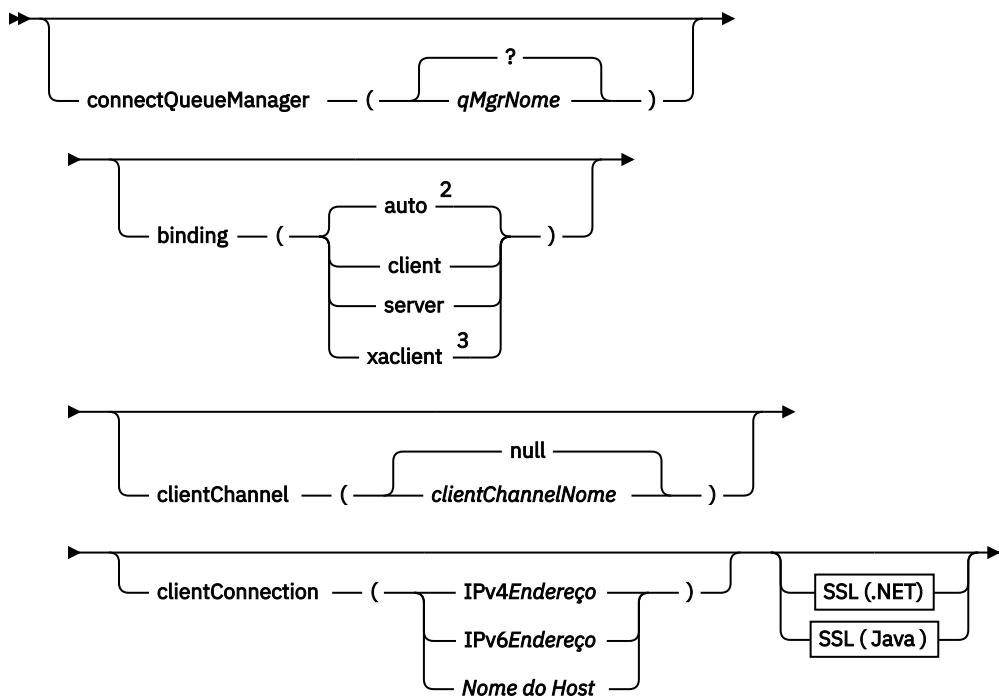 ?
connectQueueManager ( qMgrNome )
auto 2
binding ( )
client
server
xaclient 3
null
clientChannel ( clientChannelNome )
clientConnection ( IPv4Endereço ) SSL (.NET)
IPv6Endereço SSL ( Java )
Nome do Host